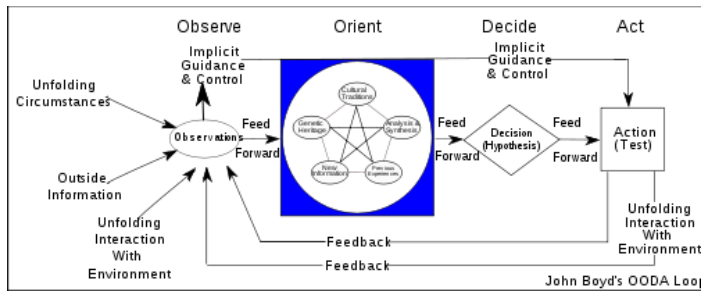 Observe
Orient
Decide
Act
Implicit
Guidance
& Control
Implicit
Guidance
& Control
Unfolding
Circumstances
Observations
Outside
Information
Unfolding
Interaction
With
Environment
Feed
Forward
Cultural
Traditions
Genetic
Heritage
Analysis &
Synthesis
New
Information
Previous
Experiences
Feed
Forward
Decision
(Hypothesis)
Feed
Forward
Action
(Test)
Unfolding
Interaction
With
Environment
Feedback
Feedback
John Boyd's OODA Loop